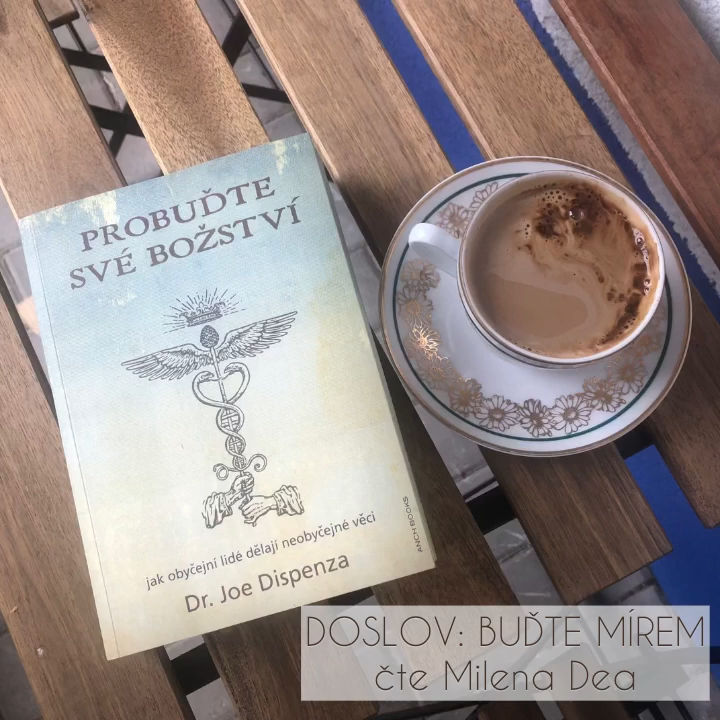 PROBUĎTE
SVÉ BOŽSTVÍ
jak obyčejní lidé dělají neobyčejné věci
Dr. Joe Dispenza
ANCH BOOKS
DOSLOV: BUĎTE MÍREM
čte Milena Dea